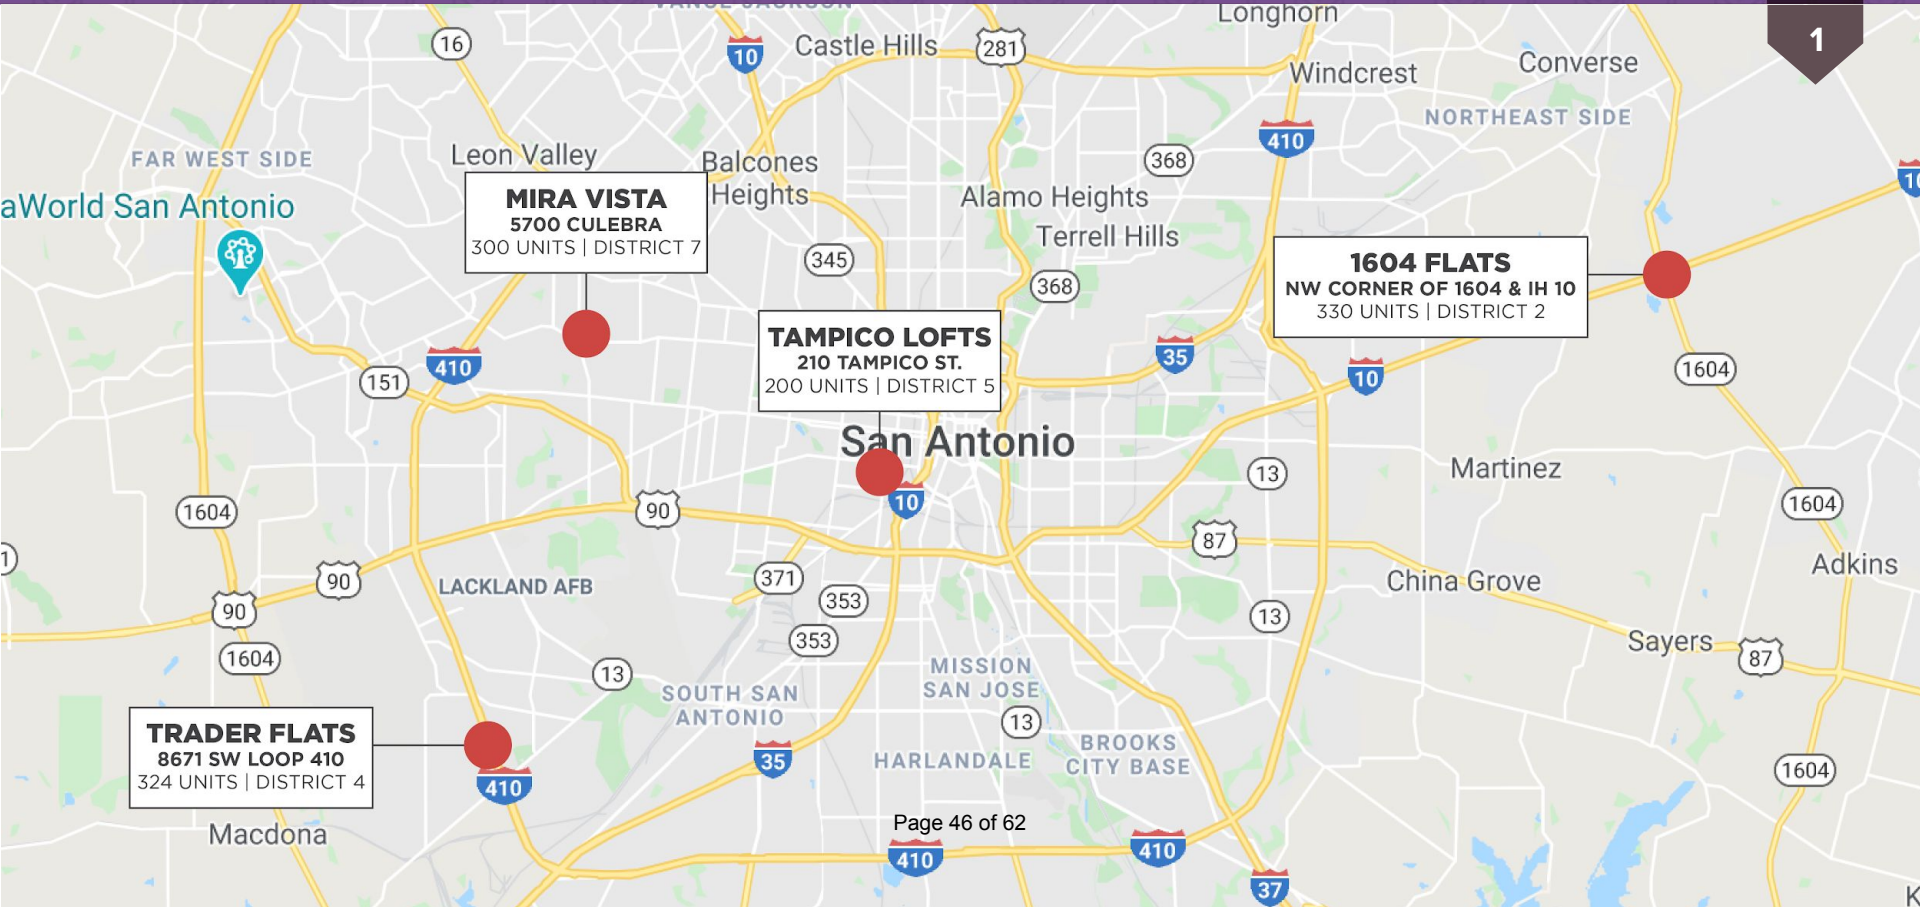 VANCE JACKSON
Longhorn
1
16
10
Castle Hills
281
Windcrest
Converse
NORTHEAST SIDE
410
FAR WEST SIDE
Leon Valley
Balcones
Heights
368
10
aWorld San Antonio
MIRA VISTA
5700 CULEBRA
300 UNITS | DISTRICT 7
Alamo Heights
Terrell Hills
345
368
1604 FLATS
NW CORNER OF 1604 & IH 10
330 UNITS | DISTRICT 2
TAMPICO LOFTS
210 TAMPICO ST.
200 UNITS | DISTRICT 5
410
151
35
10
1604
San Antonio
13
Martinez
1604
90
10
1604
87
1
90
90
LACKLAND AFB
371
353
353
China Grove
Adkins
13
Sayers
87
1604
13
SOUTH SAN
ANTONIO
MISSION
SAN JOSE
13
TRADER FLATS
8671 SW LOOP 410
324 UNITS | DISTRICT 4
410
35
HARLANDALE
BROOKS
CITY BASE
1604
Macdona
Page 46 of 62
410
410
37
K